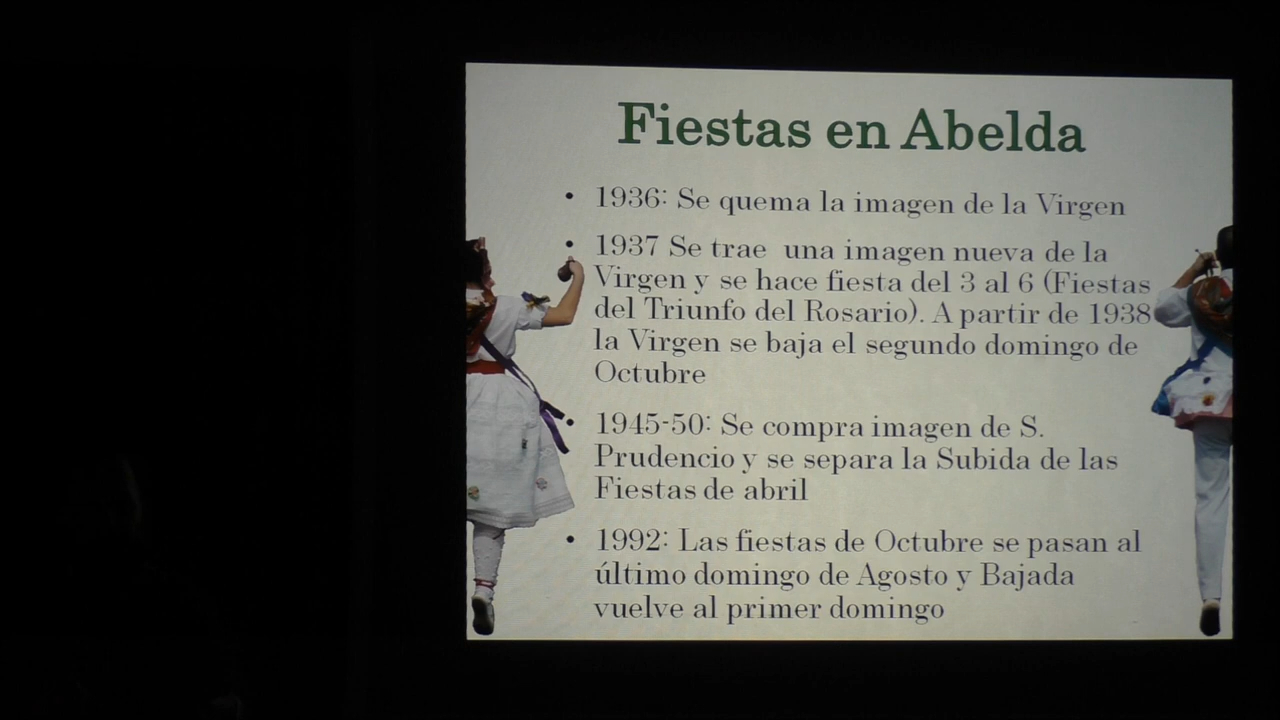 Fiestas en Abelda
• 1936: Se quema la imagen de la Virgen
• 1937 Se trae una imagen nueva de la
Virgen y se hace fiesta del 3 al 6 (Fiestas
del Triunfo del Rosario). A partir de 1938
la Virgen se baja el segundo domingo de
Octubre
• 1945-50: Se compra imagen de S.
Prudencio y se separa la Subida de las
Fiestas de abril
• 1992: Las fiestas de Octubre se pasan al
último domingo de Agosto y Bajada
vuelve al primer domingo